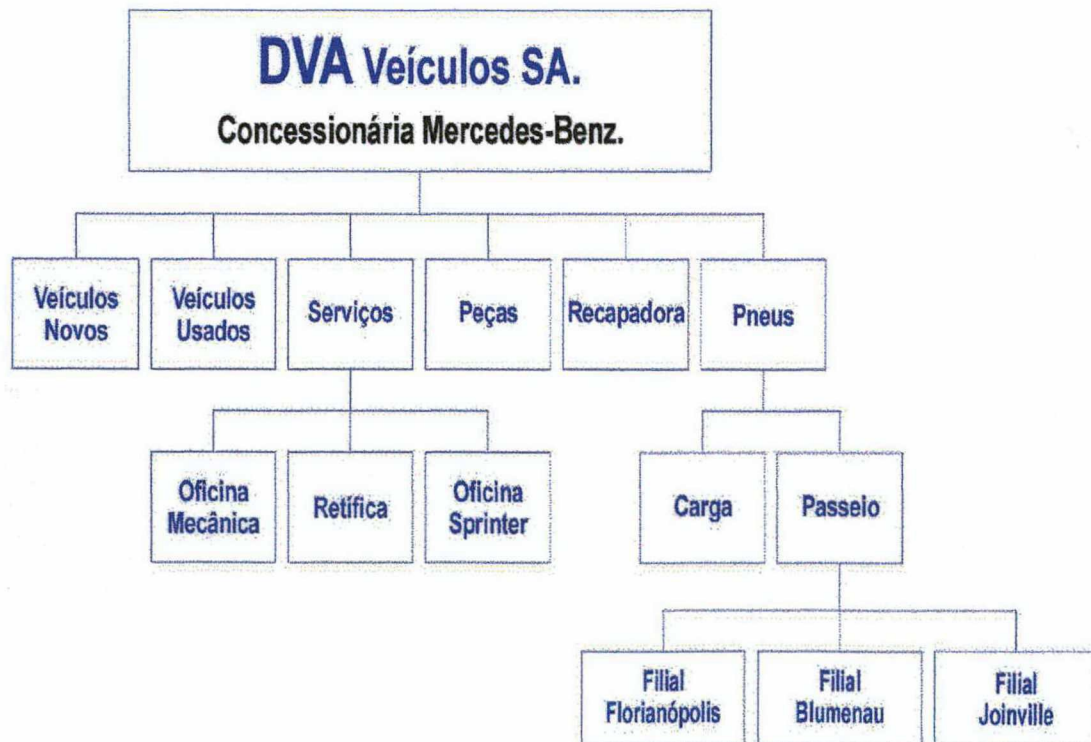 DVA Veículos SA.
Concessionária Mercedes-Benz.
Veículos
Novos
Veículos
Usados
Serviços
Peças
Recapadora
Pneus
Oficina
Mecânica
Retífica
Oficina
Sprinter
Carga
Passeio
Filial
Florianópolis
Filial
Blumenau
Filial
Joinville